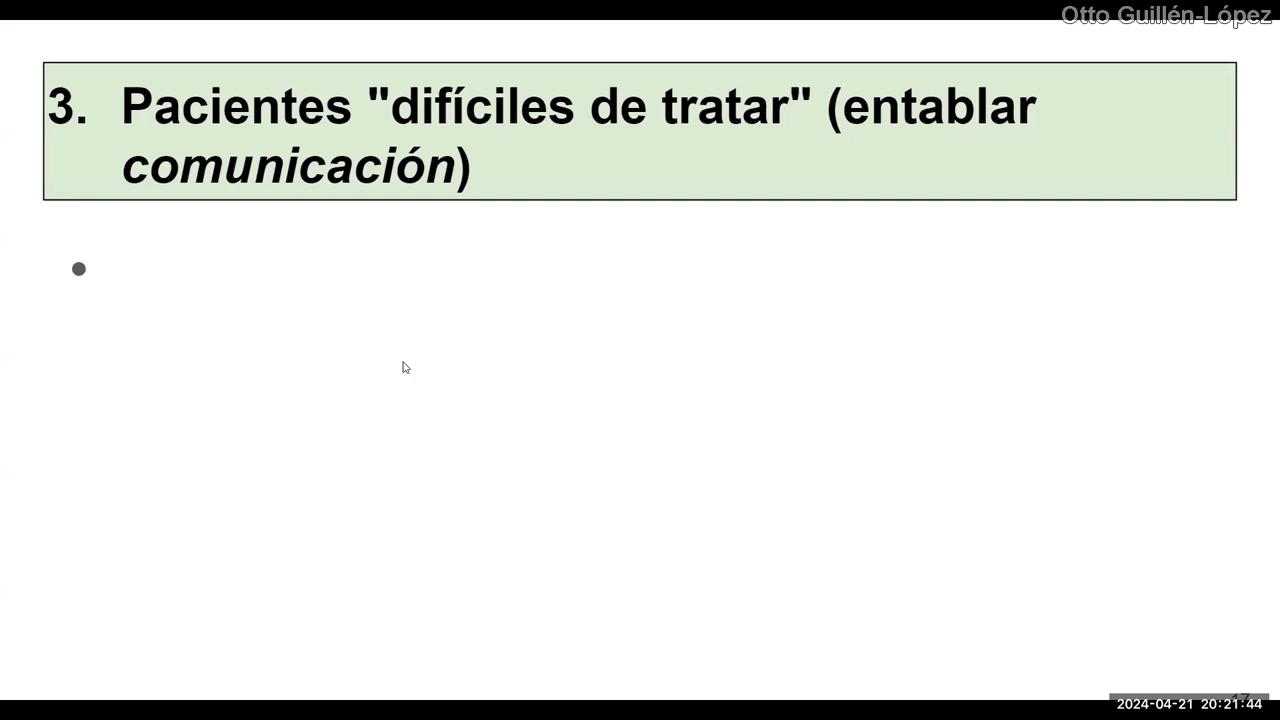 Otto Guillén-López
3. Pacientes "difíciles de tratar" (entablar
comunicación)
2024-04-21 20:21:44